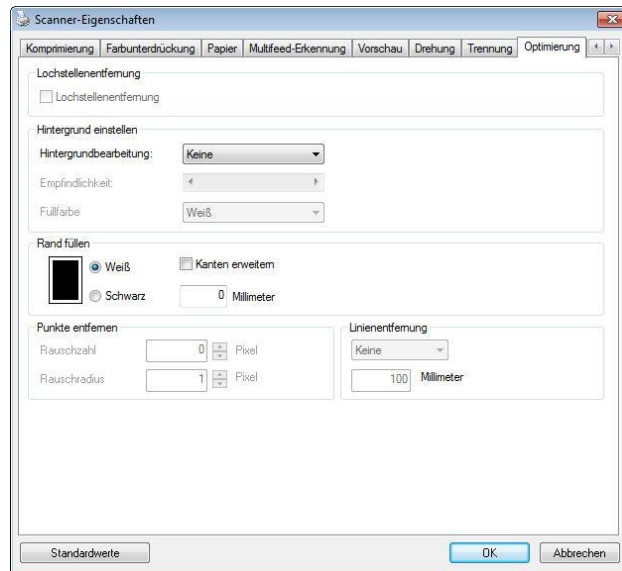 Scanner-Eigenschaften
Komprimierung Farbunterdrückung Papier Multifeed-Erkennung Vorschau Drehung Trennung Optimierung
Lochstellenentfernung
Lochstellenentfernung
Hintergrund einstellen
Hintergrundbearbeitung: Keine
Empfindlichkeit:
Füllfarbe Weiß
Rand füllen
Weiß Kanten erweitern
Schwarz 0 Millimeter
Punkte entfernen Linienentfernung
Rauschzahl 0 Pixel Keine
Rauschradius 1 Pixel 100 Millimeter
Standardwerte OK Abbrechen